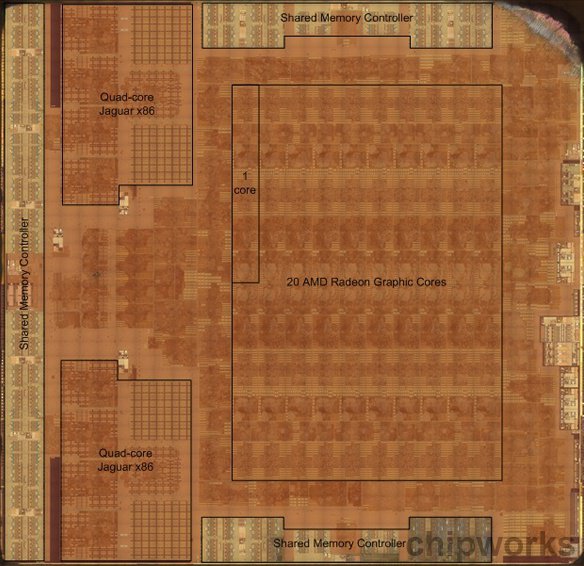 Shared Memory Controller
Quad-core
Jaguar x86
1
core
Shared Memory Controller
20 AMD Radeon Graphic Cores
Quad-core
Jaguar x86
Shared Memory Controller
chipworks